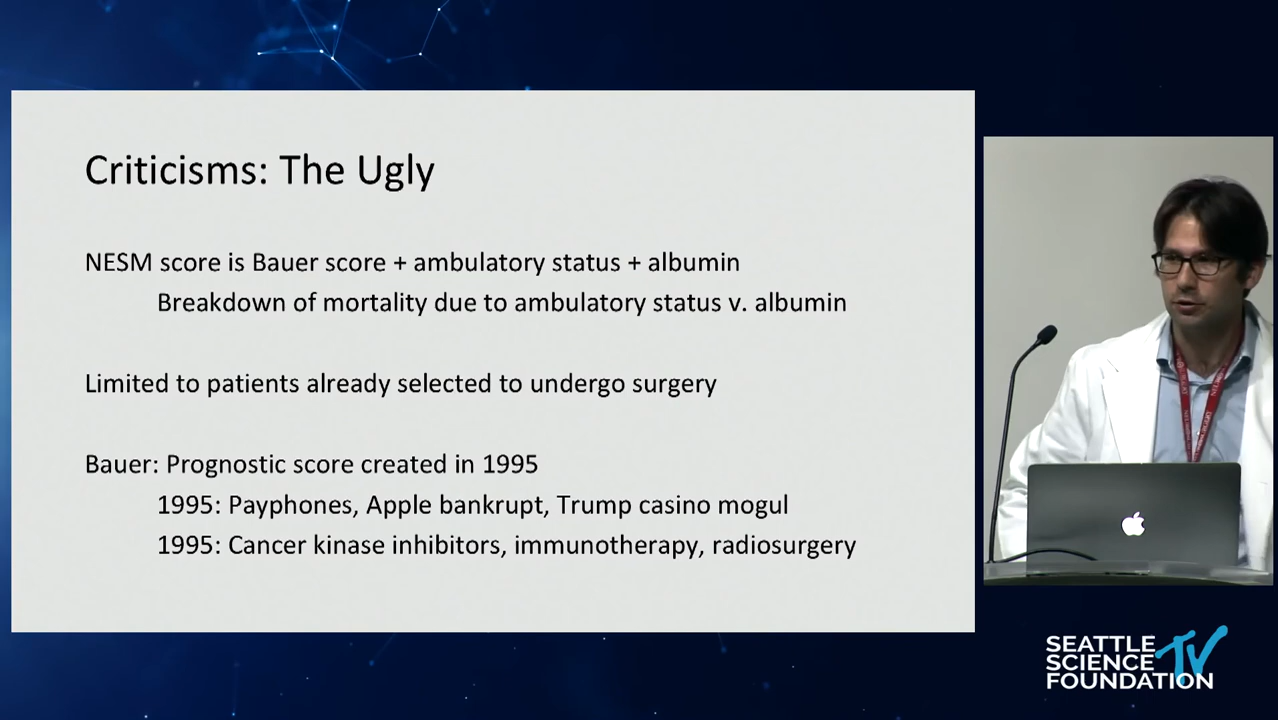 Criticisms: The Ugly
NESM score is Bauer score + ambulatory status + albumin
Breakdown of mortality due to ambulatory status v. albumin
Limited to patients already selected to undergo surgery
Bauer: Prognostic score created in 1995
1995: Payphones, Apple bankrupt, Trump casino mogul
1995: Cancer kinase inhibitors, immunotherapy, radiosurgery
SEATTLE
SCIENCE
FOUNDATION
TV